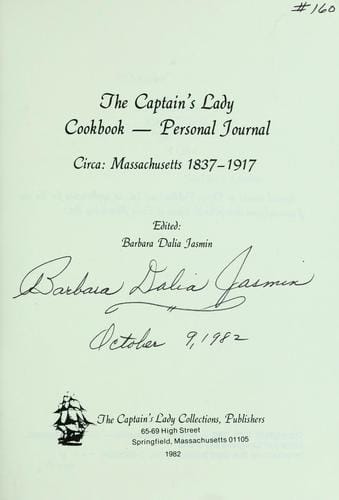 #160
The Captain's Lady
Cookbook — Personal Journal
Circa: Massachusetts 1837-1917
Edited:
Barbara Dalia Jasmin
Barbara Dalia Jasmin
October 9, 1982
The Captain's Lady Collections, Publishers
65-69 High Street
Springfield, Massachusetts 01105
1982